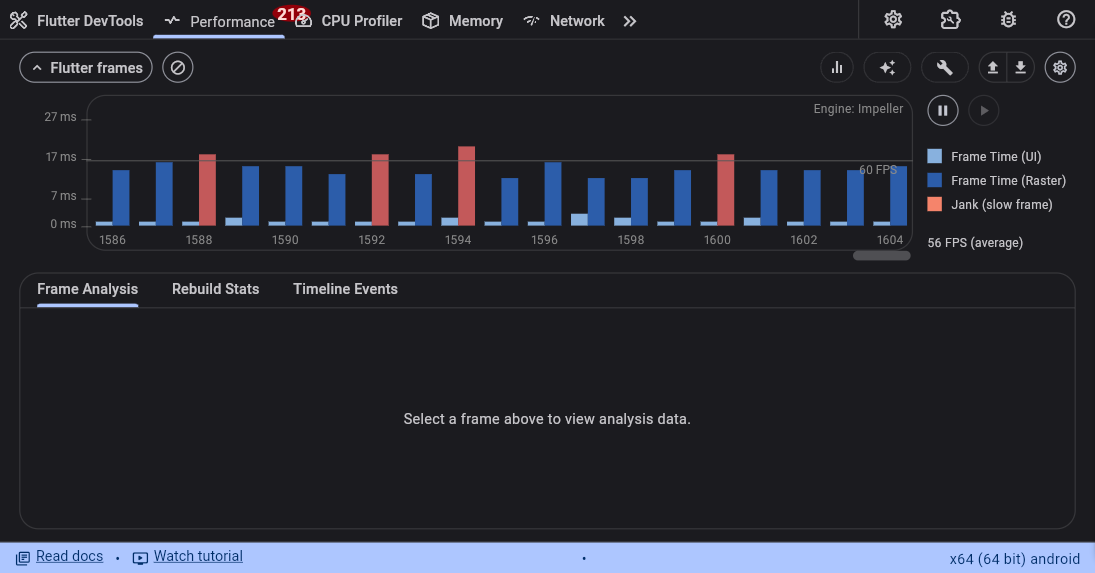 Flutter DevTools
Performance
213
CPU Profiler
Memory
Network
Flutter frames
27 ms
17 ms
7 ms
0 ms
Engine: Impeller
60 FPS
1586
1588
1590
1592
1594
1596
1598
1600
1602
1604
Frame Time (UI)
Frame Time (Raster)
Jank (slow frame)
56 FPS (average)
Frame Analysis
Rebuild Stats
Timeline Events
Select a frame above to view analysis data.
Read docs
•
Watch tutorial
•
x64 (64 bit) android